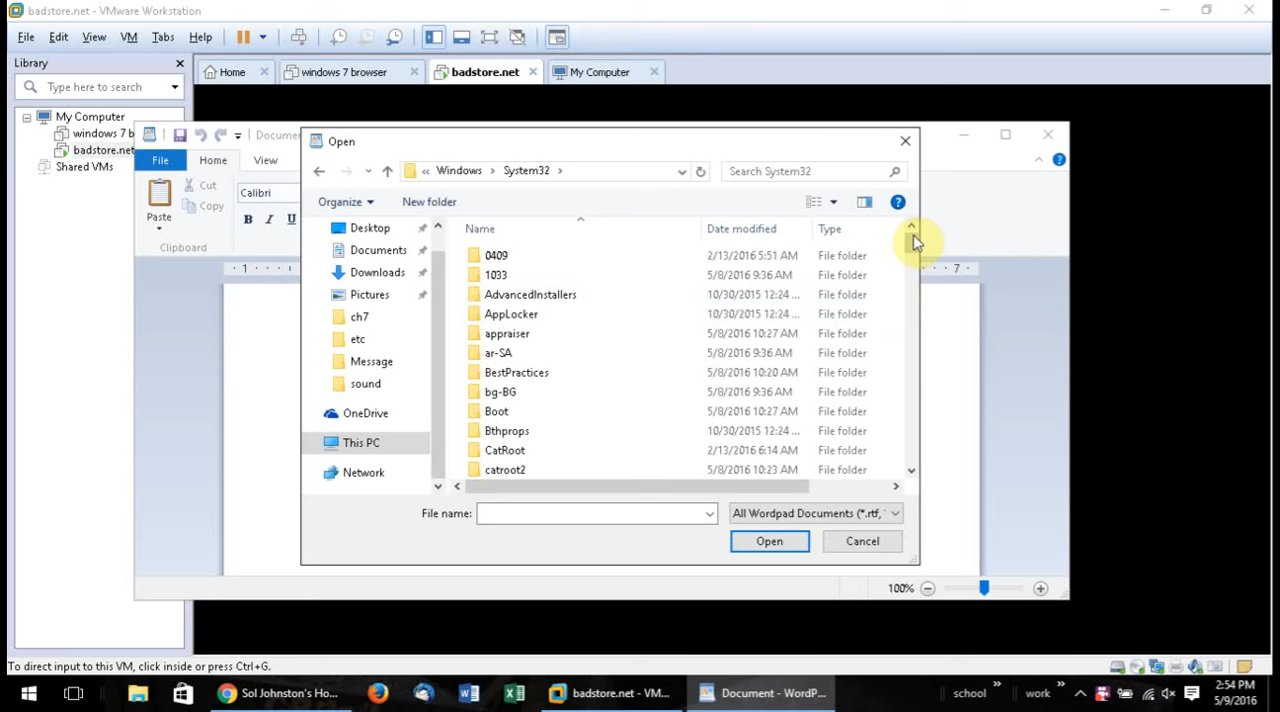 badstore.net - VMware Workstation
File Edit View VM Tabs Help
Library
Type here to search
Home windows 7 browser badstore.net My Computer
My Computer
windows 7 b
badstore.net
Shared VMs
Document
File Home View
Paste
Cut
Copy
Clipboard
Calibri
B I U
1
7
Open
« Windows System32
Search System32
Organize New folder
Name Date modified Type
Desktop
Documents
Downloads
Pictures
ch7
etc
Message
sound
OneDrive
This PC
Network
0409 2/13/2016 5:51 AM File folder
1033 5/8/2016 9:36 AM File folder
AdvancedInstallers 10/30/2015 12:24 ... File folder
AppLocker 10/30/2015 12:24 ... File folder
appraiser 5/8/2016 10:27 AM File folder
ar-SA 5/8/2016 9:36 AM File folder
BestPractices 5/8/2016 10:20 AM File folder
bg-BG 5/8/2016 9:36 AM File folder
Boot 5/8/2016 10:27 AM File folder
Bthprops 10/30/2015 12:24 ... File folder
CatRoot 2/13/2016 6:14 AM File folder
catroot2 5/8/2016 10:23 AM File folder
File name:
All Wordpad Documents (*.rtf,
Open Cancel
100%
To direct input to this VM, click inside or press Ctrl+G.
Sol Johnston's Ho... badstore.net - VM... Document - WordP... school » work »
2:54 PM
5/9/2016